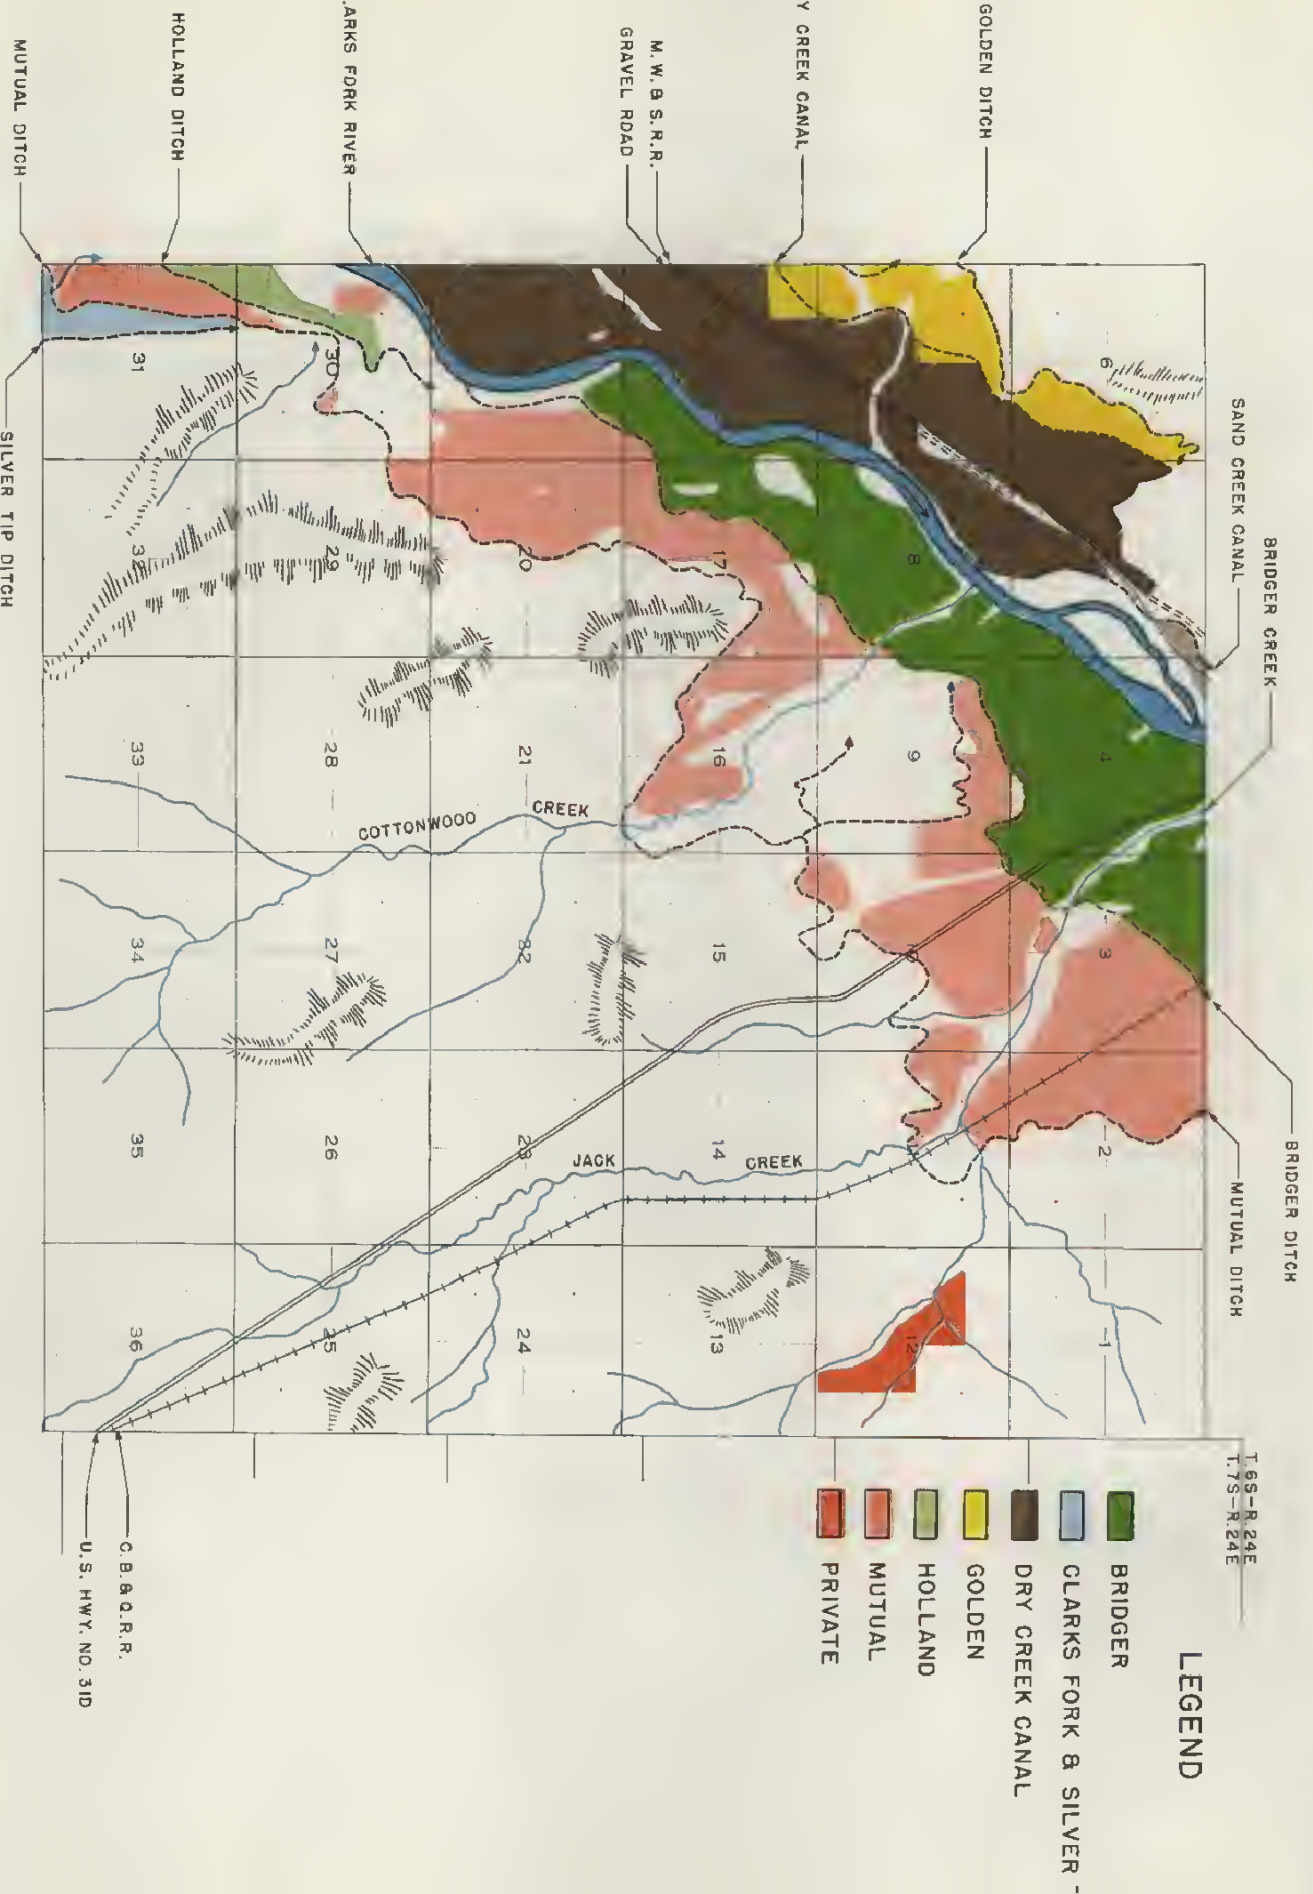 T. 6S–R. 24E
T. 7S–R. 24E
LEGEND
BRIDGER
CLARKS FORK & SILVER -
DRY CREEK CANAL
GOLDEN
HOLLAND
MUTUAL
PRIVATE
SAND CREEK CANAL
BRIDGER CREEK
BRIDGER DITCH
MUTUAL DITCH
GOLDEN DITCH
Y CREEK CANAL
M. W. & S. R. R.
GRAVEL ROAD
ARKS FORK RIVER
HOLLAND DITCH
MUTUAL DITCH
SILVER TIP DITCH
C. B. & Q. R. R.
U.S. HWY. NO. 310
COTTONWOOD CREEK
JACK CREEK
6
4
3
2
1
8
9
10
12
17
16
15
14
13
20
21
22
23
24
30
29
28
27
26
25
31
32
33
34
35
36